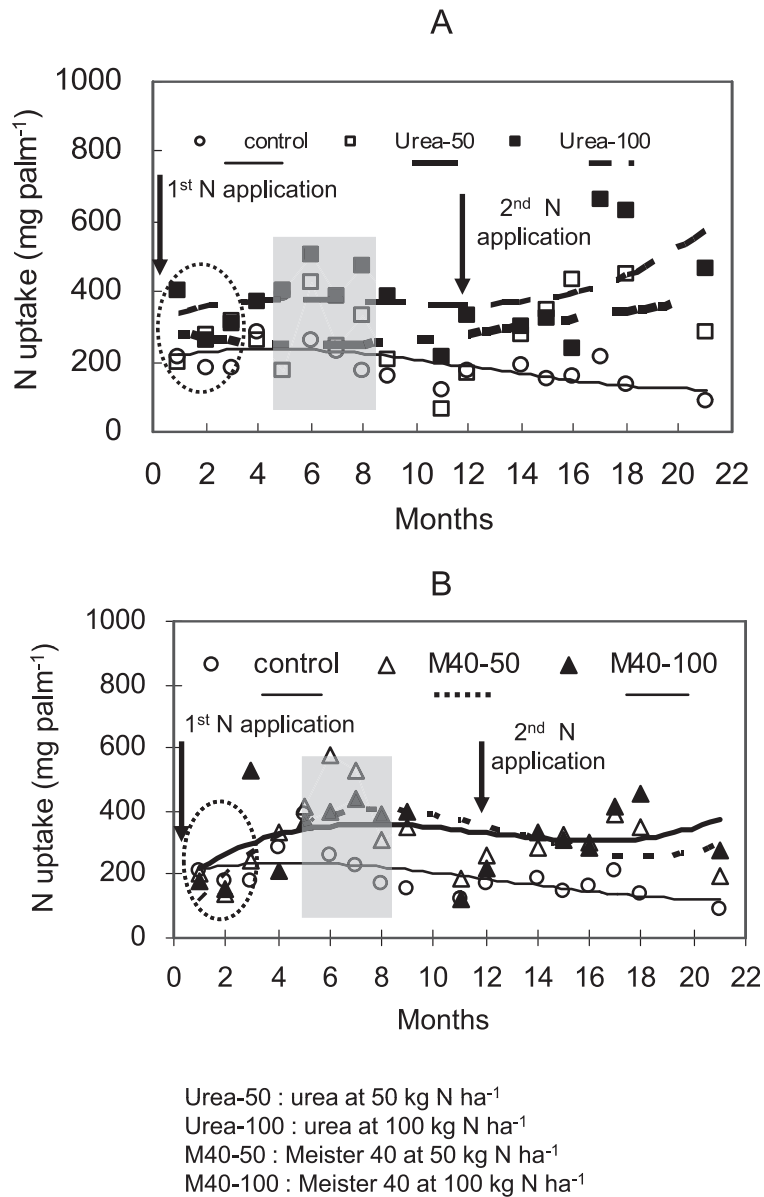 A
1000
800
600
400
200
0
N uptake (mg palm⁻¹)
control Urea-50 Urea-100
1ˢᵗ N application
2ⁿᵈ N
application
0 2 4 6 8 10 12 14 16 18 20 22
Months
B
1000
800
600
400
200
0
N uptake (mg palm⁻¹)
control M40-50 M40-100
1ˢᵗ N application
2ⁿᵈ N
application
0 2 4 6 8 10 12 14 16 18 20 22
Months
Urea-50 : urea at 50 kg N ha⁻¹
Urea-100 : urea at 100 kg N ha⁻¹
M40-50 : Meister 40 at 50 kg N ha⁻¹
M40-100 : Meister 40 at 100 kg N ha⁻¹